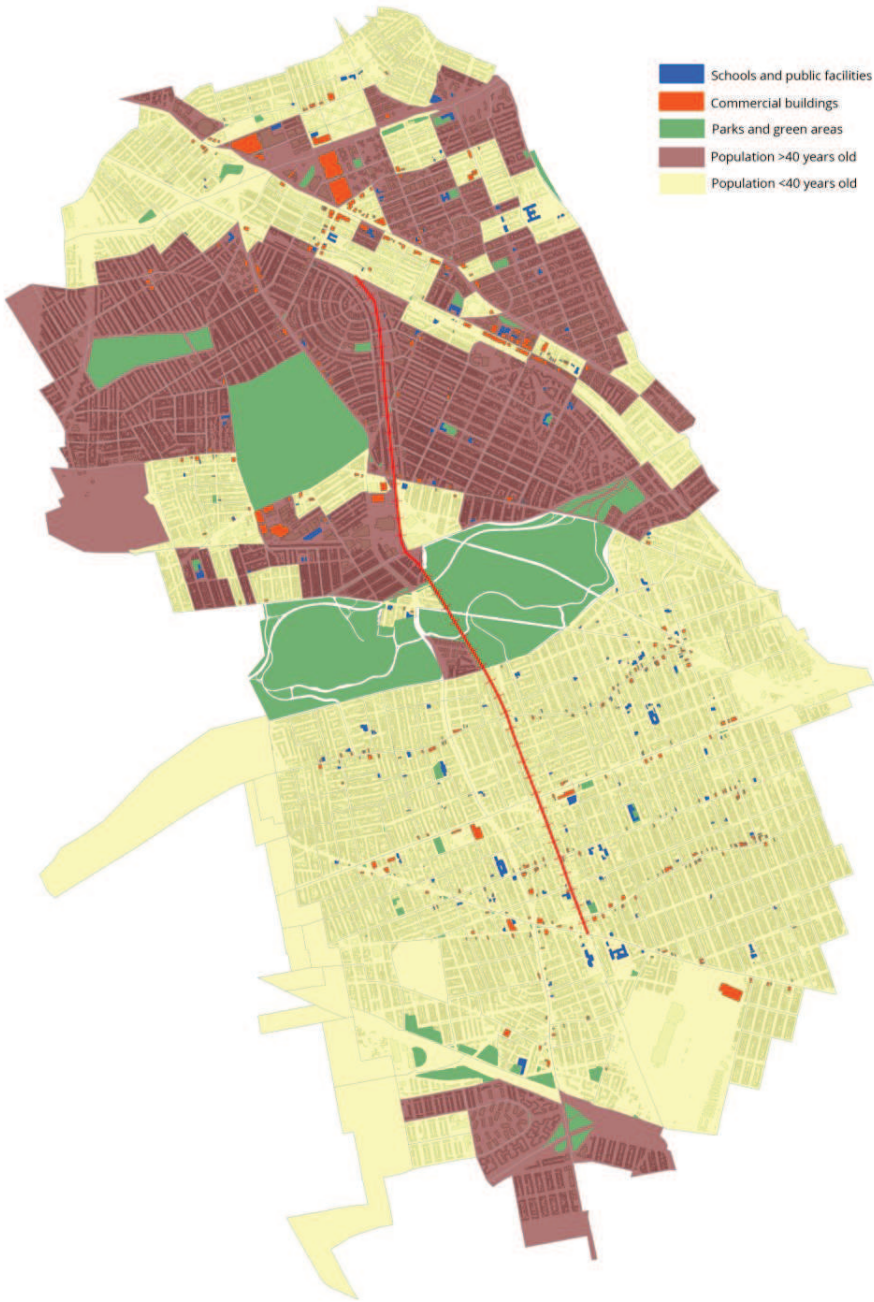 Schools and public facilities
Commercial buildings
Parks and green areas
Population >40 years old
Population <40 years old